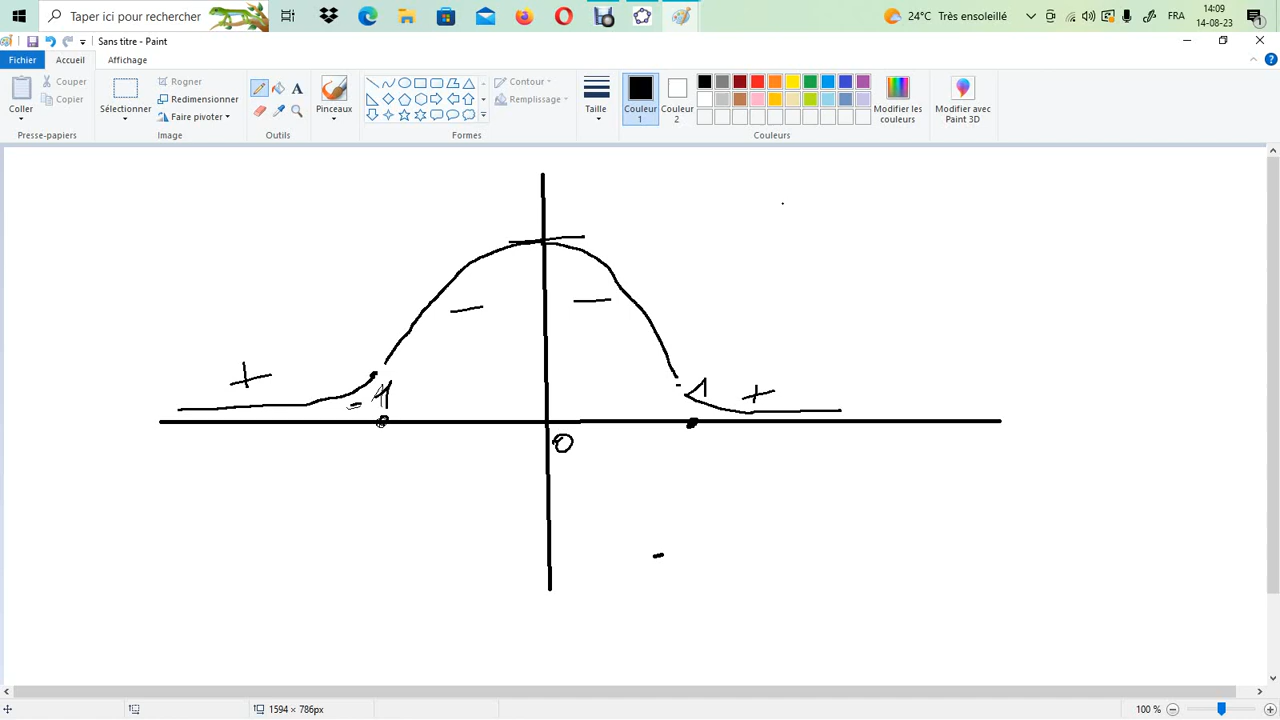 Taper ici pour rechercher
24°C Très ensoleillé
FRA
14:09
14-08-23
1
Sans titre - Paint
Fichier
Accueil
Affichage
Coller
Couper
Copier
Presse-papiers
Sélectionner
Rogner
Redimensionner
Faire pivoter
Image
A
Outils
Pinceaux
Contour
Remplissage
Formes
Taille
Couleur 1
Couleur 2
Modifier les couleurs
Couleurs
Modifier avec Paint 3D
+
-
-
+
-1
1
0
-
1594 × 786px
100 %